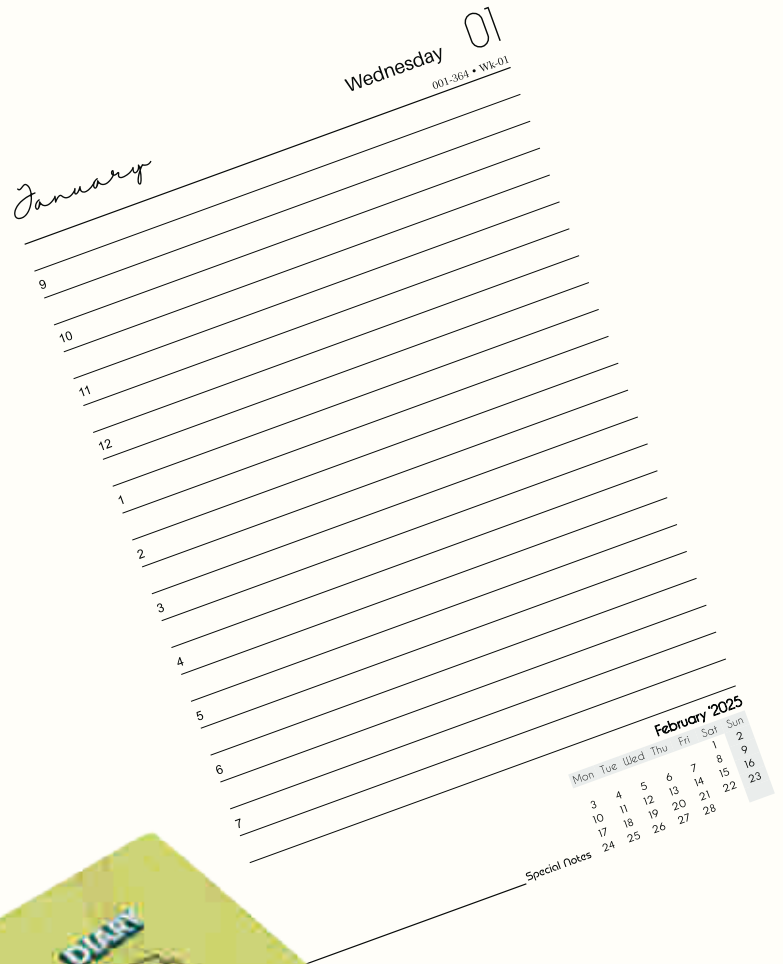 01
Wednesday
001-364 • Wk-01
January
9
10
11
12
1
2
3
4
5
6
7
February '2025
Mon Tue Wed Thu Fri Sat Sun
1 2
3 4 5 6 7 8 9
10 11 12 13 14 15 16
17 18 19 20 21 22 23
24 25 26 27 28
Special Notes
DIARY